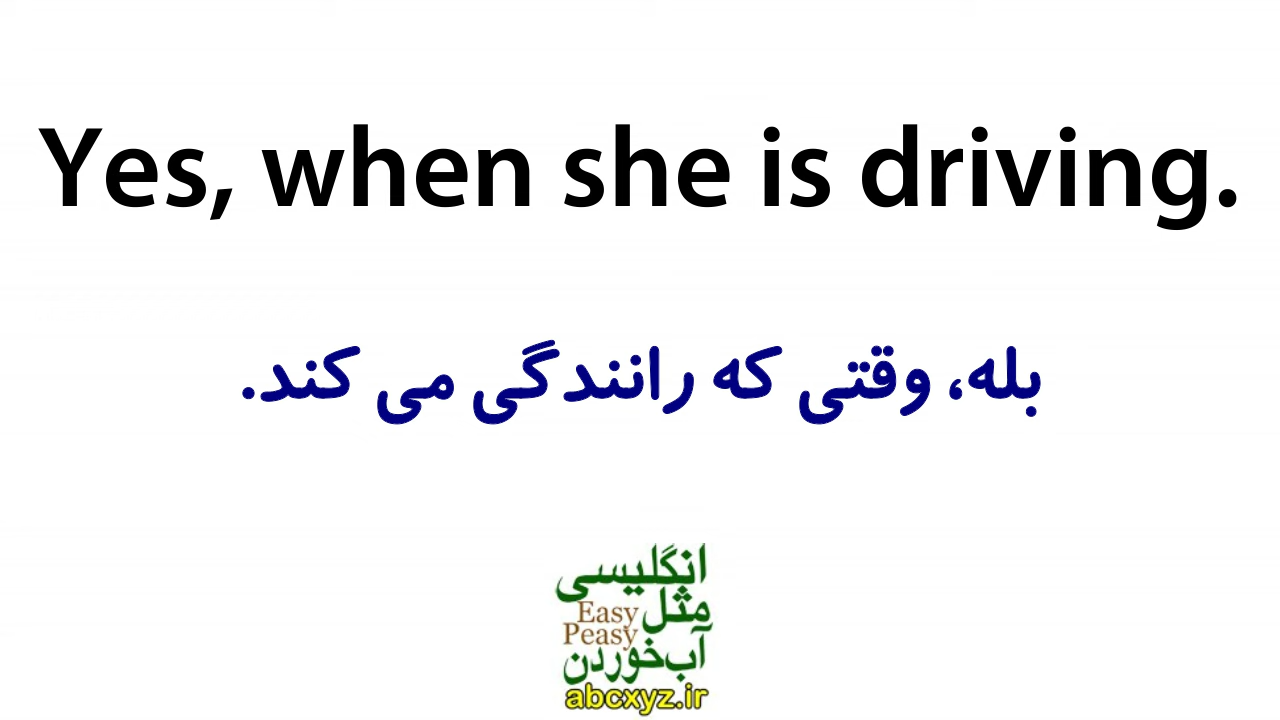 Yes, when she is driving.
بله، وقتی که رانندگی می کند.
انگلیسی
مثل
Easy
Peasy
آب‌خوردن
abcxyz.ir